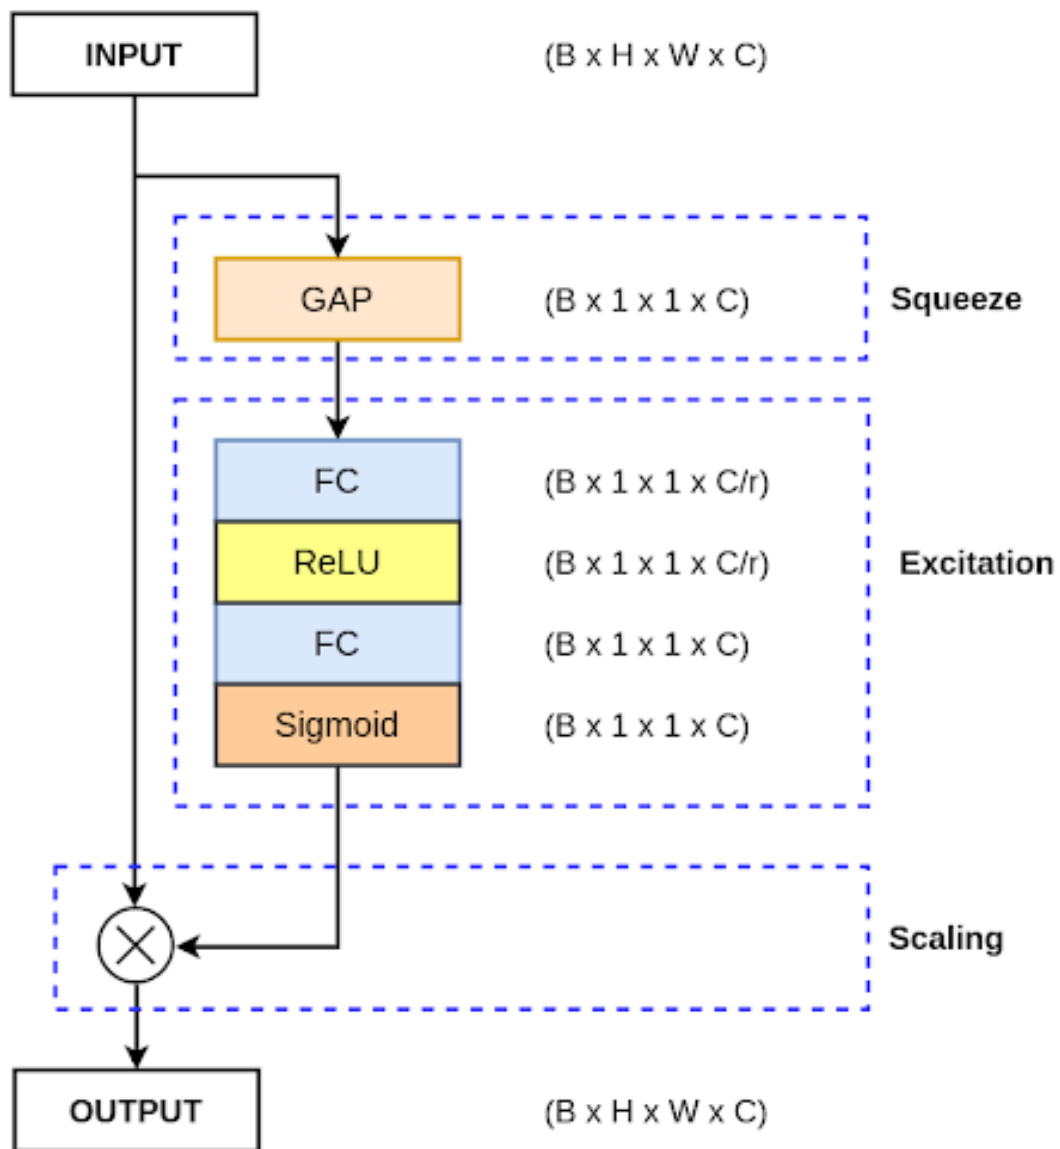 INPUT (B x H x W x C)
GAP (B x 1 x 1 x C) Squeeze
FC (B x 1 x 1 x C/r)
ReLU (B x 1 x 1 x C/r) Excitation
FC (B x 1 x 1 x C)
Sigmoid (B x 1 x 1 x C)
Scaling
OUTPUT (B x H x W x C)